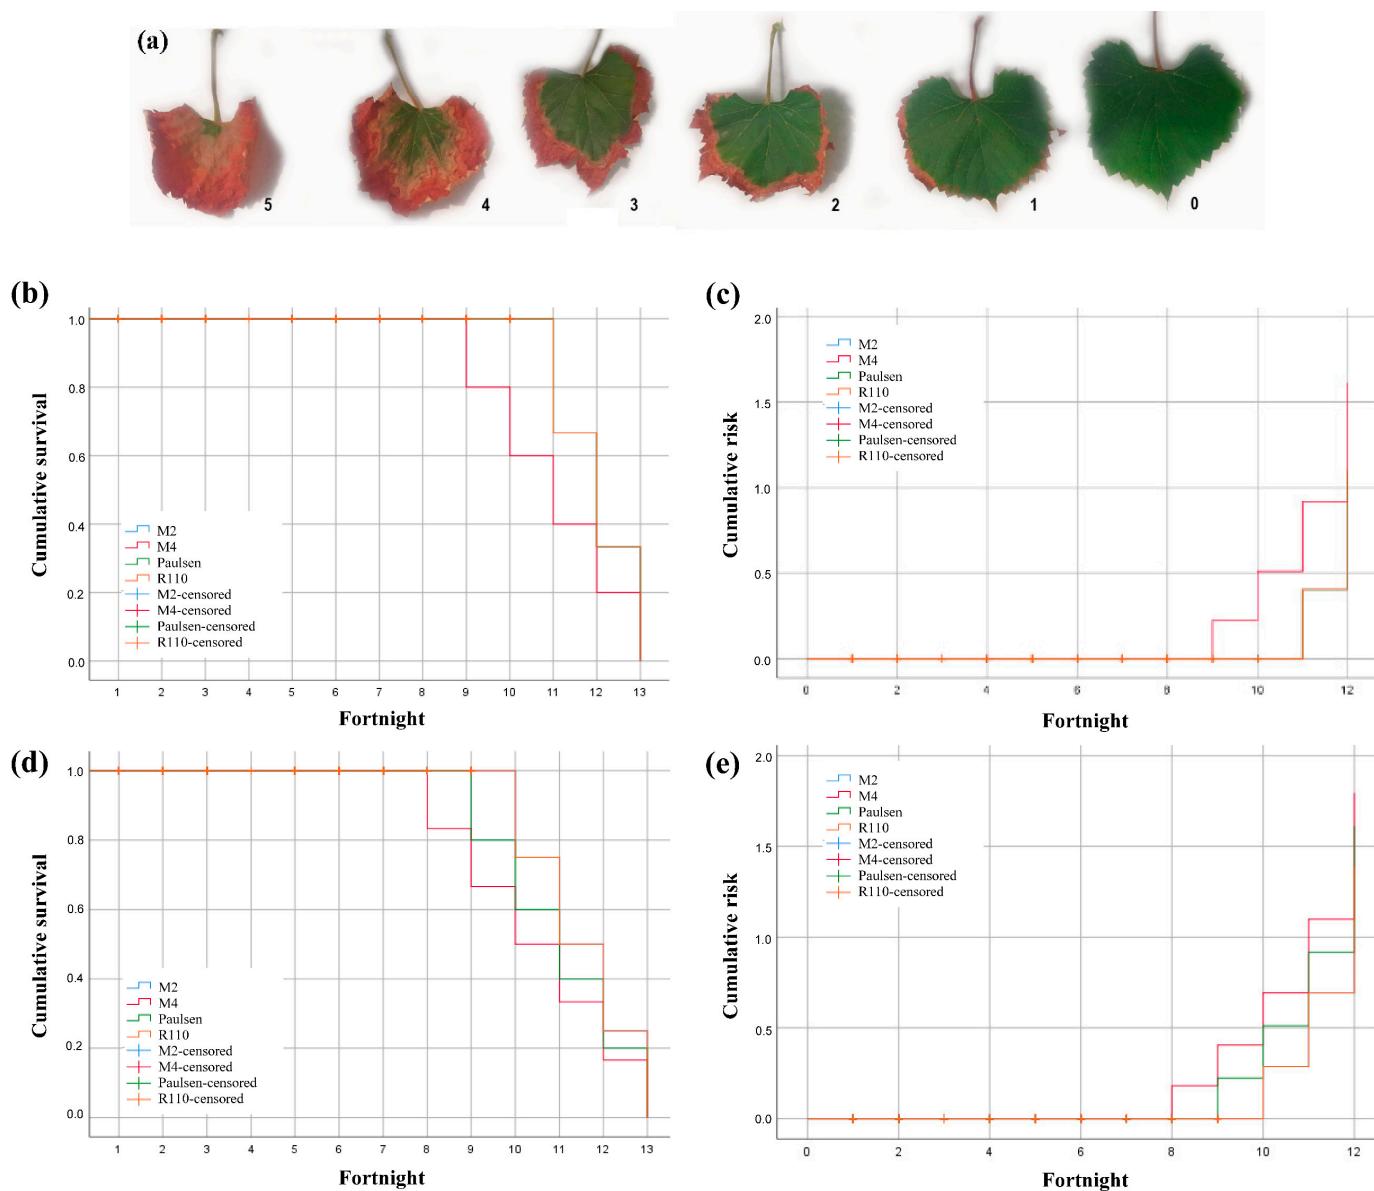 (a)
5
4
3
2
1
0
(b)
Cumulative survival
1.0
0.8
0.6
0.4
0.2
0.0
M2
M4
Paulsen
R110
M2-censored
M4-censored
Paulsen-censored
R110-censored
1 2 3 4 5 6 7 8 9 10 11 12 13
Fortnight
(c)
Cumulative risk
2.0
1.5
1.0
0.5
0.0
M2
M4
Paulsen
R110
M2-censored
M4-censored
Paulsen-censored
R110-censored
0 2 4 6 8 10 12
Fortnight
(d)
Cumulative survival
1.0
0.8
0.6
0.4
0.2
0.0
M2
M4
Paulsen
R110
M2-censored
M4-censored
Paulsen-censored
R110-censored
1 2 3 4 5 6 7 8 9 10 11 12 13
Fortnight
(e)
Cumulative risk
2.0
1.5
1.0
0.5
0.0
M2
M4
Paulsen
R110
M2-censored
M4-censored
Paulsen-censored
R110-censored
0 2 4 6 8 10 12
Fortnight